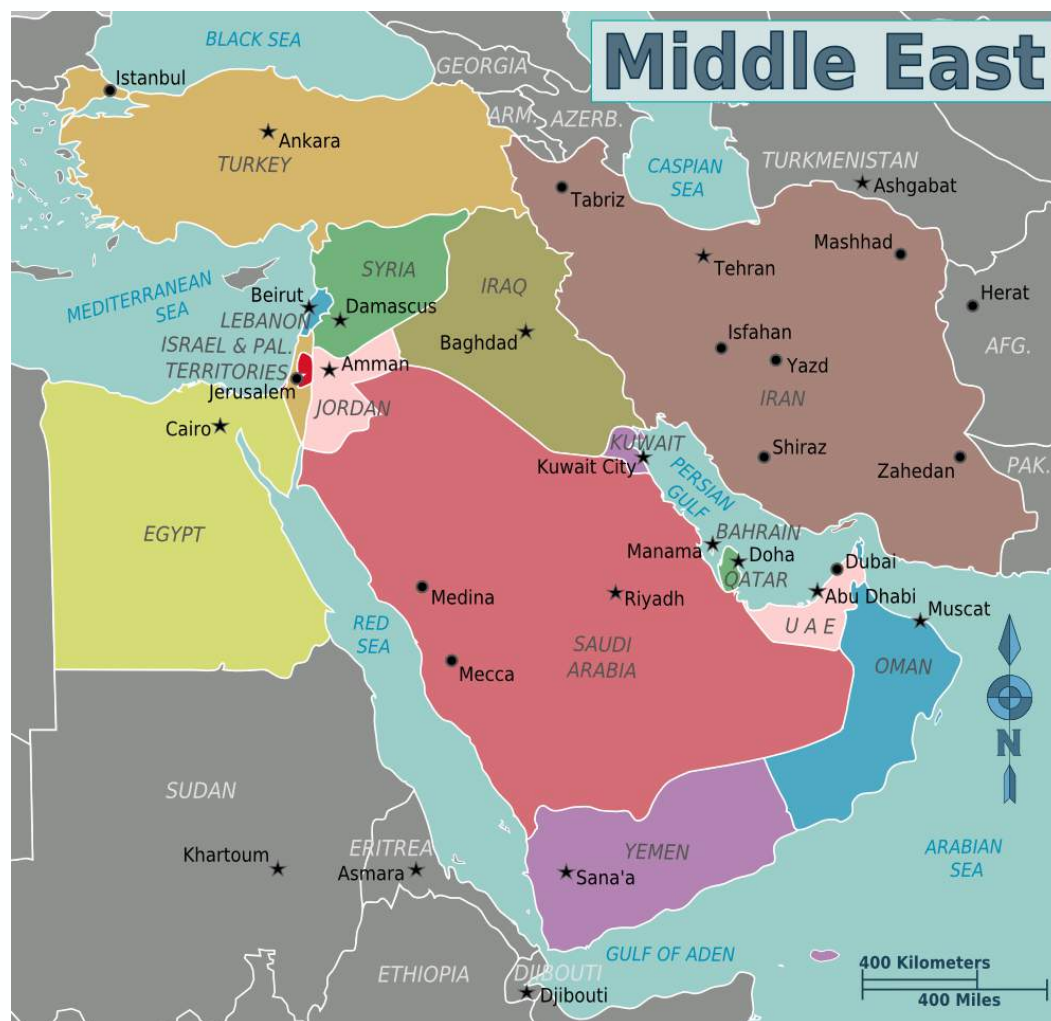 Middle East
BLACK SEA
GEORGIA
Istanbul
ARM.
AZERB.
Ankara
TURKEY
CASPIAN
SEA
TURKMENISTAN
Ashgabat
Tabriz
Mashhad
Tehran
SYRIA
IRAQ
MEDITERRANEAN
SEA
Beirut
Damascus
LEBANON
Herat
Baghdad
Isfahan
ISRAEL & PAL.
TERRITORIES
Amman
Yazd
AFG.
Jerusalem
JORDAN
IRAN
Cairo
KUWAIT
Kuwait City
Shiraz
Zahedan
PAK.
PERSIAN
GULF
EGYPT
BAHRAIN
Manama
Doha
QATAR
Dubai
Abu Dhabi
Medina
Riyadh
Muscat
RED
SEA
U A E
SAUDI
ARABIA
Mecca
OMAN
N
SUDAN
ERITREA
YEMEN
ARABIAN
SEA
Khartoum
Asmara
Sana'a
GULF OF ADEN
ETHIOPIA
DJIBOUTI
Djibouti
400 Kilometers
400 Miles